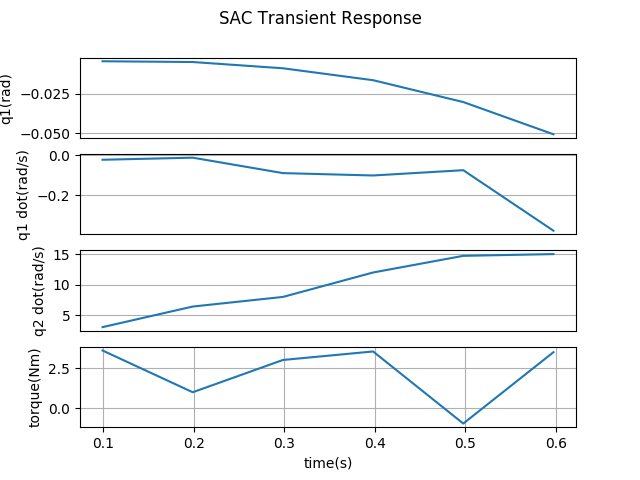 SAC Transient Response
q1(rad)
−0.025
−0.050
q1 dot(rad/s)
0.0
−0.2
q2 dot(rad/s)
15
10
5
torque(Nm)
2.5
0.0
0.1 0.2 0.3 0.4 0.5 0.6
time(s)